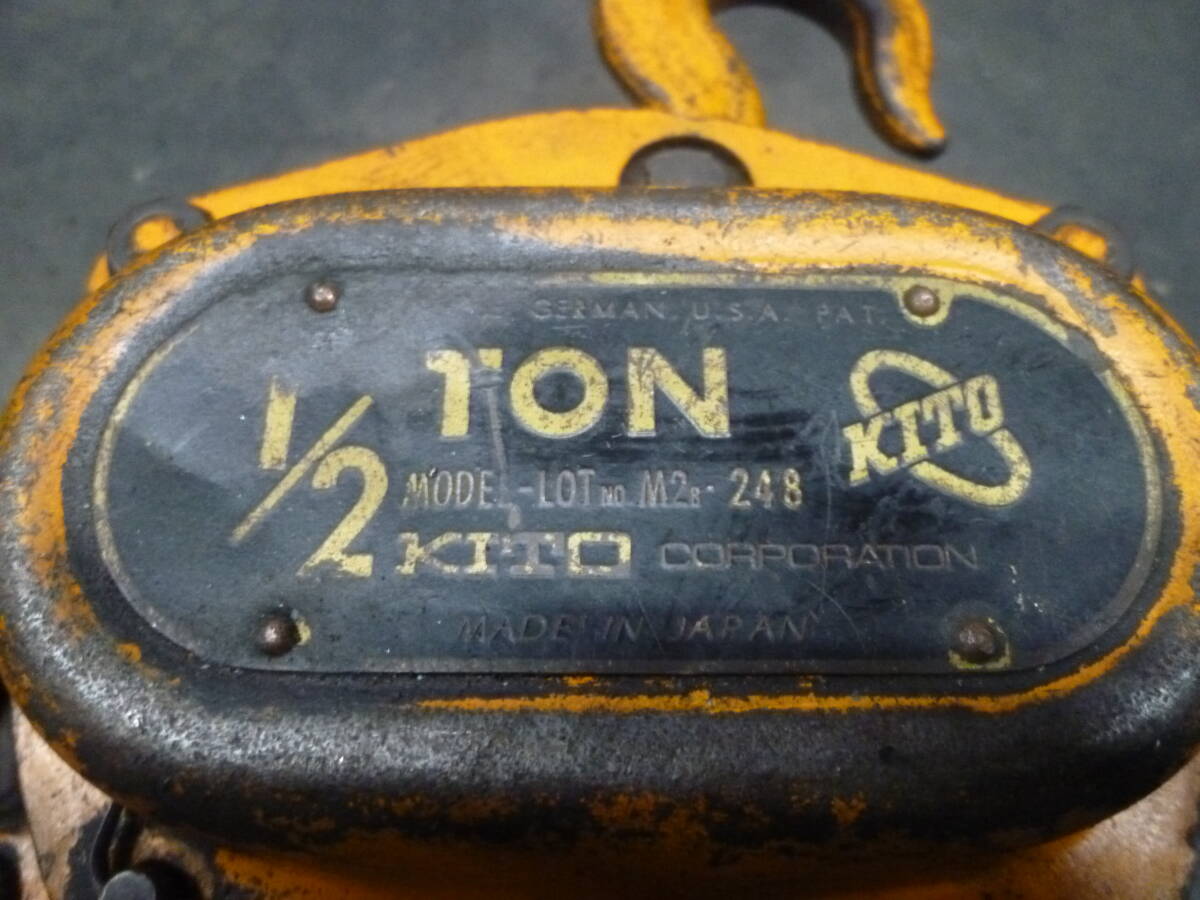 GERMAN. U.S.A. PAT.
1/2 TON
KITO
MODEL-LOT NO M2B- 248
KITO CORPORATION
MADE IN JAPAN